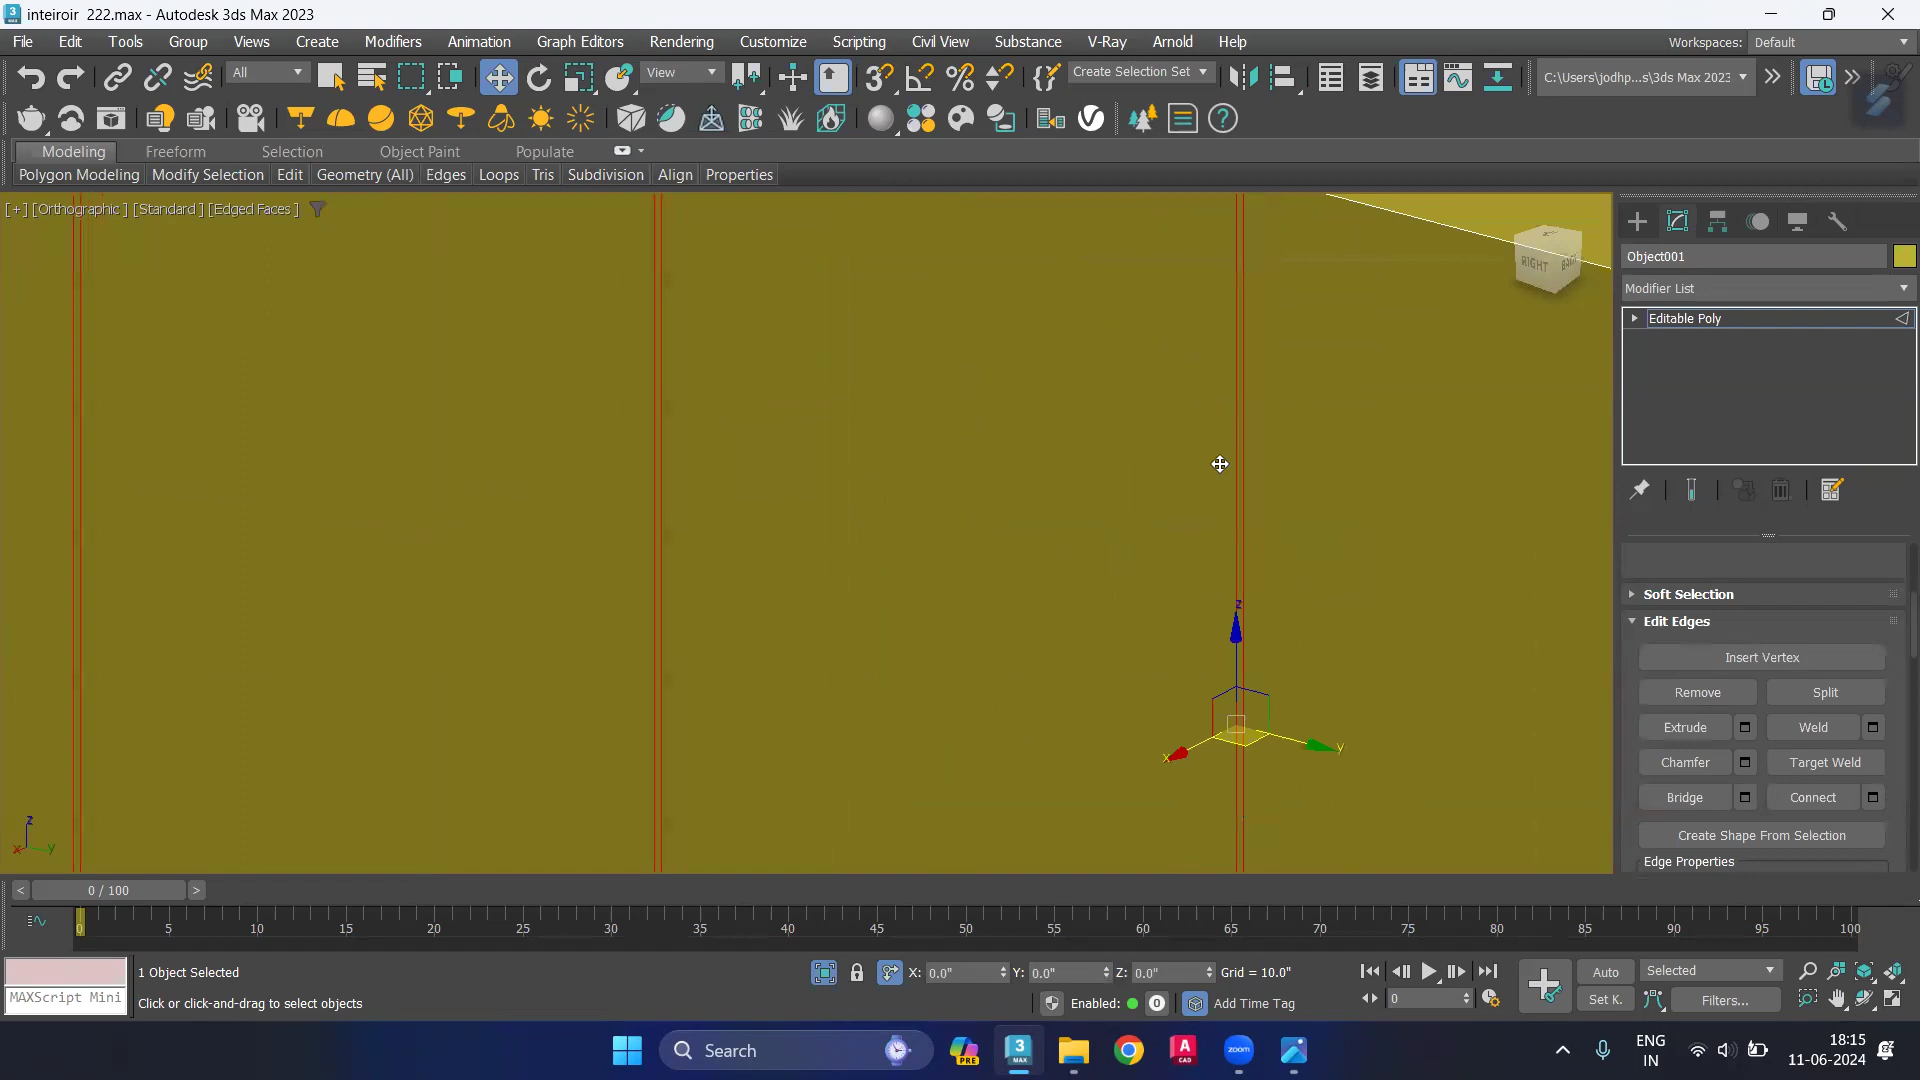 inteiroir  222.max - Autodesk 3ds Max 2023
File Edit Tools Group Views Create Modifiers Animation Graph Editors Rendering Customize Scripting Civil View Substance V-Ray Arnold Help
Workspaces: Default
All View Create Selection Set C:\Users\jodhp...s\3ds Max 2023
Modeling Freeform Selection Object Paint Populate
Polygon Modeling Modify Selection Edit Geometry (All) Edges Loops Tris Subdivision Align Properties
[ + ] [Orthographic ] [Standard ] [Edged Faces ]
RIGHT BACK
Object001
Modifier List
Editable Poly
Soft Selection
Edit Edges
Insert Vertex
Remove Split
Extrude Weld
Chamfer Target Weld
Bridge Connect
Create Shape From Selection
Edge Properties
z
x y
z
x y
< 0 / 100 >
0 5 10 15 20 25 30 35 40 45 50 55 60 65 70 75 80 85 90 95 100
1 Object Selected
X: 0.0" Y: 0.0" Z: 0.0" Grid = 10.0"
Auto Selected
MAXScript Mini
Click or click-and-drag to select objects
Enabled: 0 Add Time Tag
0
Set K. Filters...
Search
PRE
3 MAX
A CAD
zoom
ENG
IN
18:15
11-06-2024